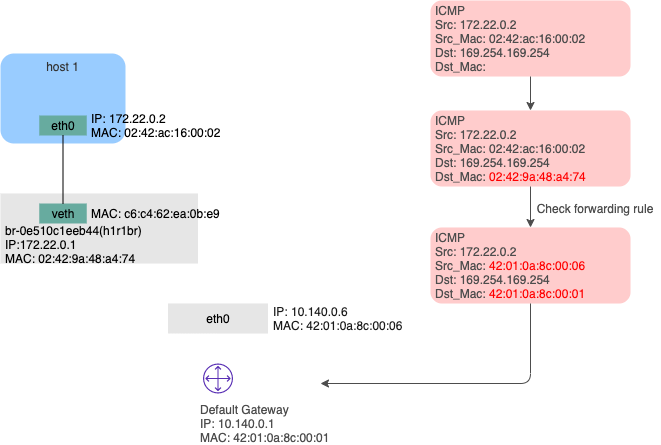 host 1
eth0
IP: 172.22.0.2
MAC: 02:42:ac:16:00:02
veth
MAC: c6:c4:62:ea:0b:e9
br-0e510c1eeb44(h1r1br)
IP:172.22.0.1
MAC: 02:42:9a:48:a4:74
eth0
IP: 10.140.0.6
MAC: 42:01:0a:8c:00:06
Default Gateway
IP: 10.140.0.1
MAC: 42:01:0a:8c:00:01
ICMP
Src: 172.22.0.2
Src_Mac: 02:42:ac:16:00:02
Dst: 169.254.169.254
Dst_Mac:
ICMP
Src: 172.22.0.2
Src_Mac: 02:42:ac:16:00:02
Dst: 169.254.169.254
Dst_Mac: 02:42:9a:48:a4:74
Check forwarding rule
ICMP
Src: 172.22.0.2
Src_Mac: 42:01:0a:8c:00:06
Dst: 169.254.169.254
Dst_Mac: 42:01:0a:8c:00:01